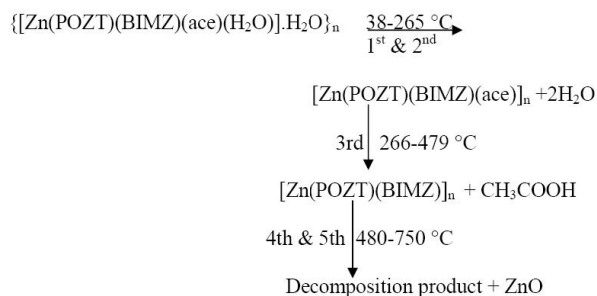 {[Zn(POZT)(BIMZ)(ace)(H₂O)].H₂O}ₙ 38-265 °C
1ˢᵗ & 2ⁿᵈ
[Zn(POZT)(BIMZ)(ace)]ₙ +2H₂O
3rd 266-479 °C
[Zn(POZT)(BIMZ)]ₙ + CH₃COOH
4th & 5th 480-750 °C
Decomposition product + ZnO